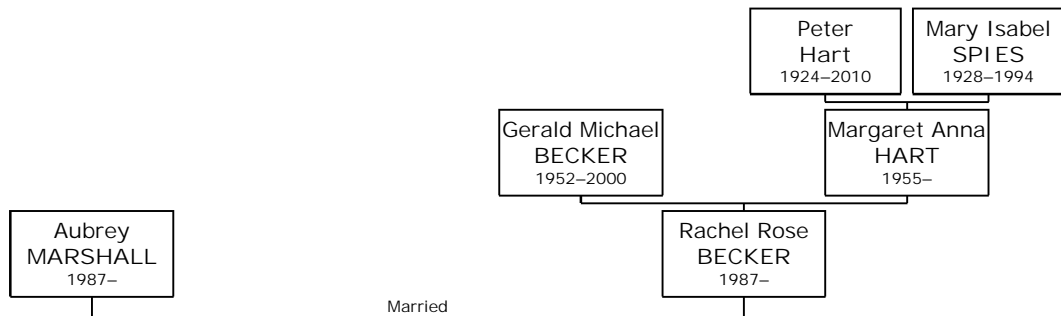 Peter
Hart
1924–2010
Mary Isabel
SPIES
1928–1994
Gerald Michael
BECKER
1952–2000
Margaret Anna
HART
1955–
Aubrey
MARSHALL
1987–
Rachel Rose
BECKER
1987–
Married